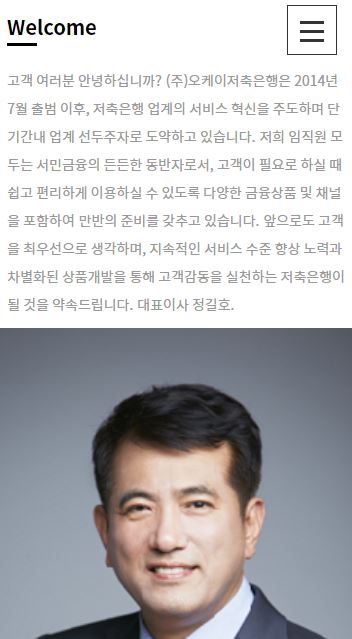 Welcome
고객 여러분 안녕하십니까? (주)오케이저축은행은 2014년
7월 출범 이후, 저축은행 업계의 서비스 혁신을 주도하며 단
기간내 업계 선두주자로 도약하고 있습니다. 저희 임직원 모
두는 서민금융의 든든한 동반자로서, 고객이 필요로 하실 때
쉽고 편리하게 이용하실 수 있도록 다양한 금융상품 및 채널
을 포함하여 만반의 준비를 갖추고 있습니다. 앞으로도 고객
을 최우선으로 생각하며, 지속적인 서비스 수준 향상 노력과
차별화된 상품개발을 통해 고객감동을 실천하는 저축은행이
될 것을 약속드립니다. 대표이사 정길호.